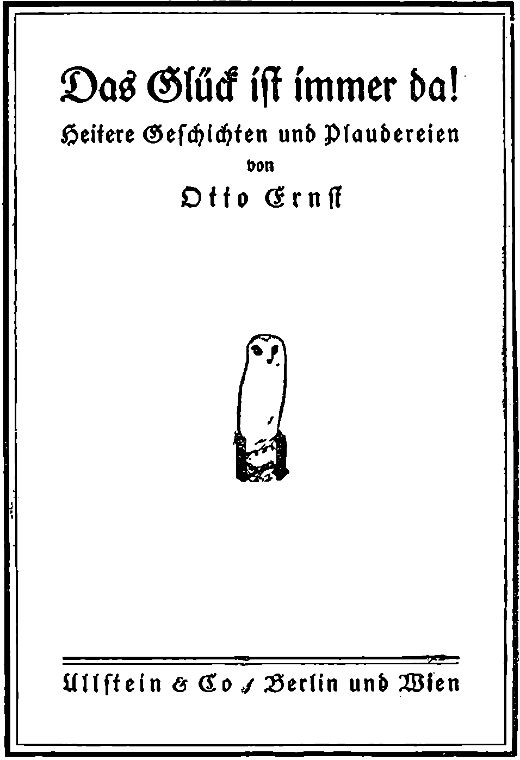 Das Glück ist immer da!
Heitere Geschichten und Plaudereien
von
Otto Ernst
Ullstein & Co / Berlin und Wien